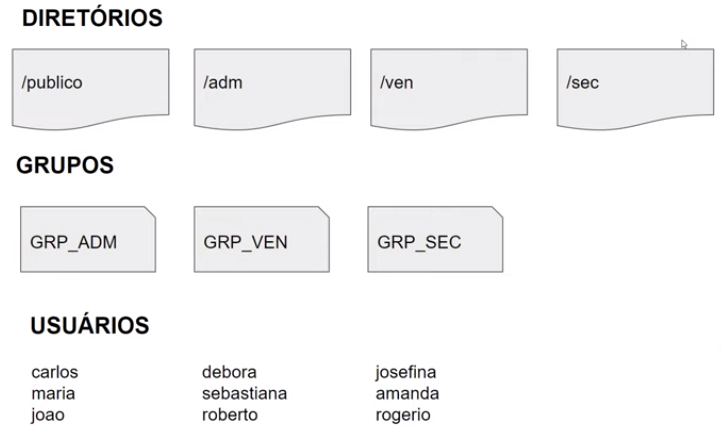 DIRETÓRIOS
/publico
/adm
/ven
/sec
GRUPOS
GRP_ADM
GRP_VEN
GRP_SEC
USUÁRIOS
carlos
maria
joao
debora
sebastiana
roberto
josefina
amanda
rogerio